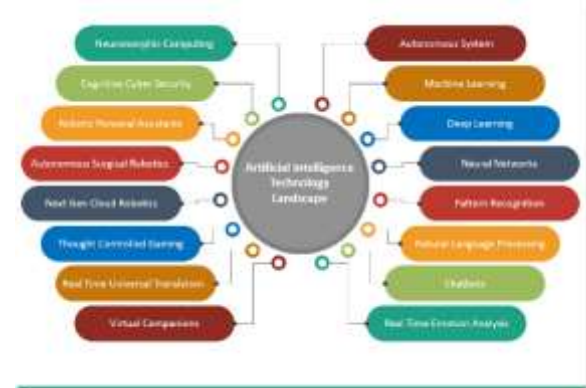 Neuromorphic Computing
Autonomous System
Cognitive Cyber Security
Machine Learning
Robotic Personal Assistants
Deep Learning
Artificial Intelligence
Technology
Landscape
Autonomous Surgical Robotics
Neural Networks
Next Gen Cloud Robotics
Pattern Recognition
Thought Controlled Gaming
Natural Language Processing
Real Time Universal Translation
Chatbots
Virtual Companions
Real Time Emotion Analysis